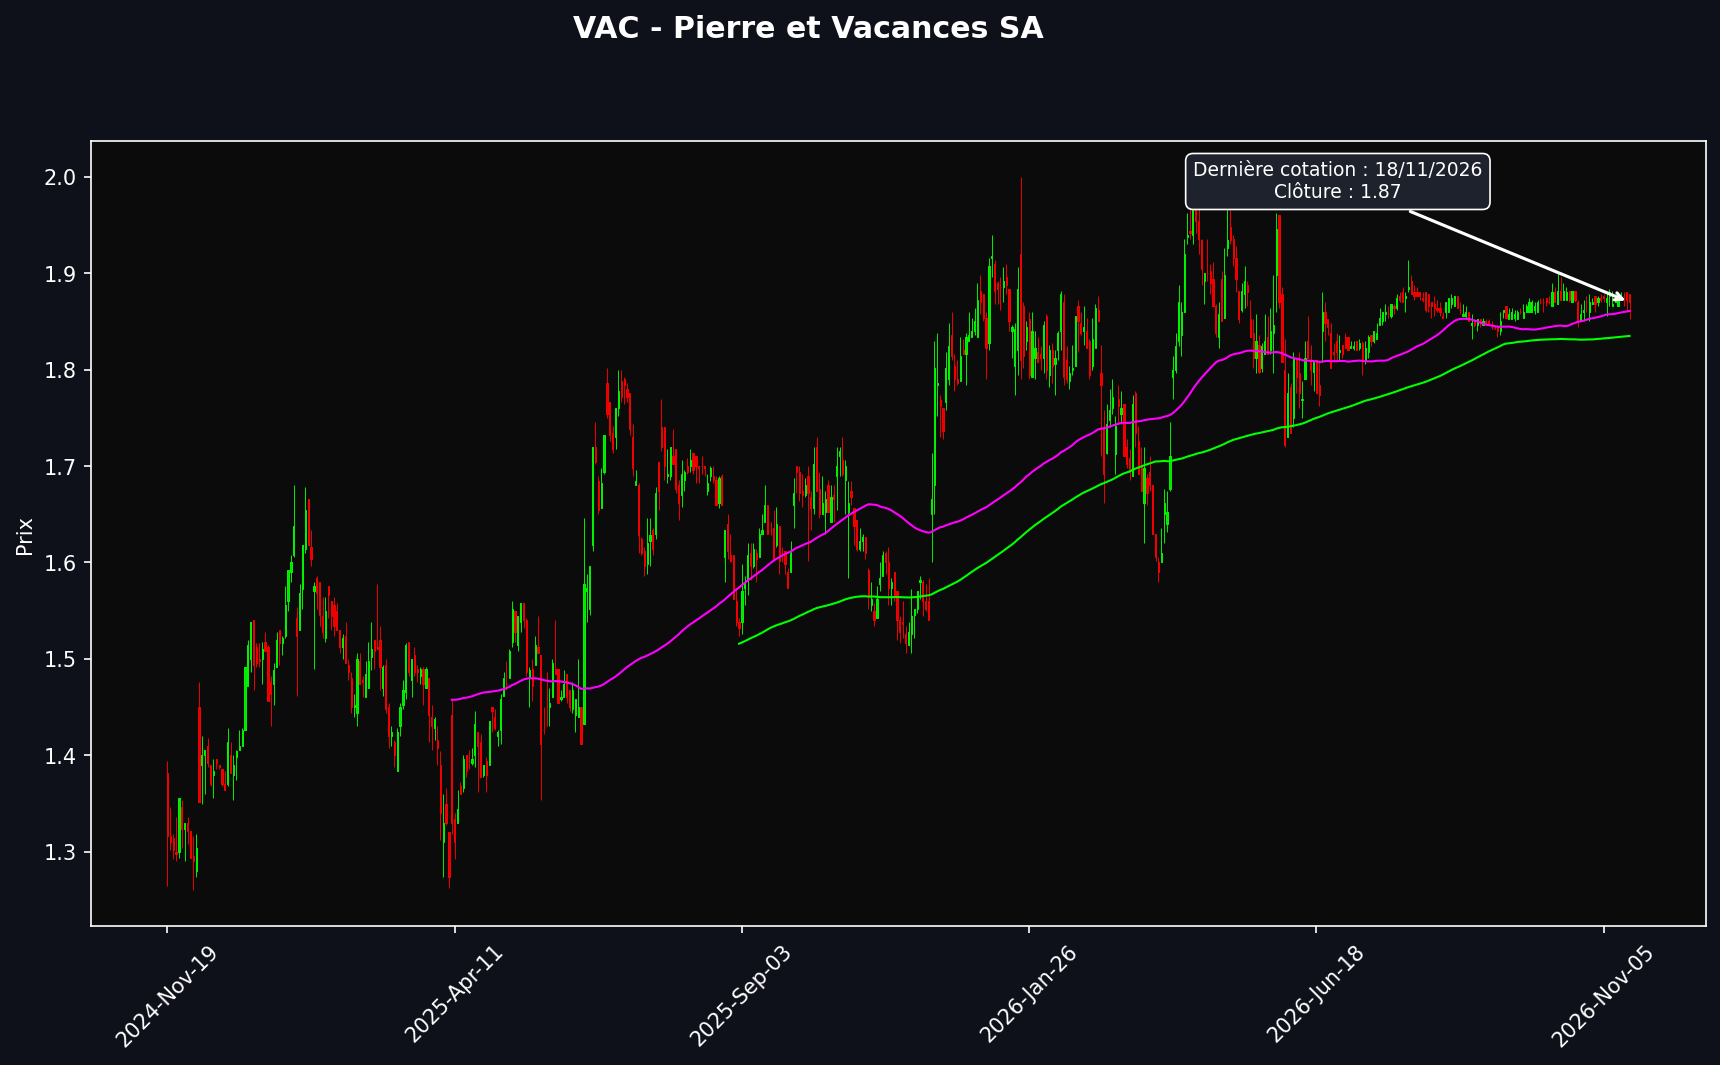 VAC - Pierre et Vacances SA
Dernière cotation : 18/11/2026
Clôture : 1.87
Prix
2.0
1.9
1.8
1.7
1.6
1.5
1.4
1.3
2024-Nov-19
2025-Apr-11
2025-Sep-03
2026-Jan-26
2026-Jun-18
2026-Nov-05